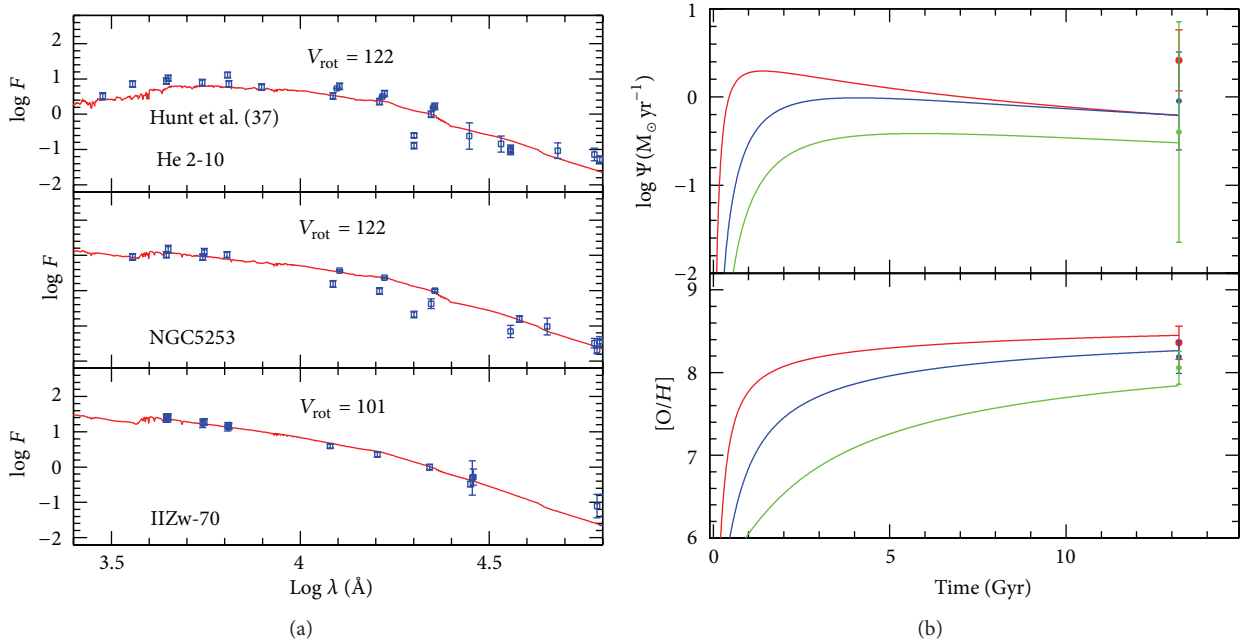 2
1
0
−1
−2
log F
V_rot = 122
Hunt et al. (37)
He 2-10
log F
V_rot = 122
NGC5253
2
1
0
−1
−2
log F
V_rot = 101
IIZw-70
3.5
4
4.5
Log λ (Å)
(a)
1
0
−1
−2
log Ψ (M⊙ yr⁻¹)
9
8
7
6
[O/H]
0
5
10
Time (Gyr)
(b)